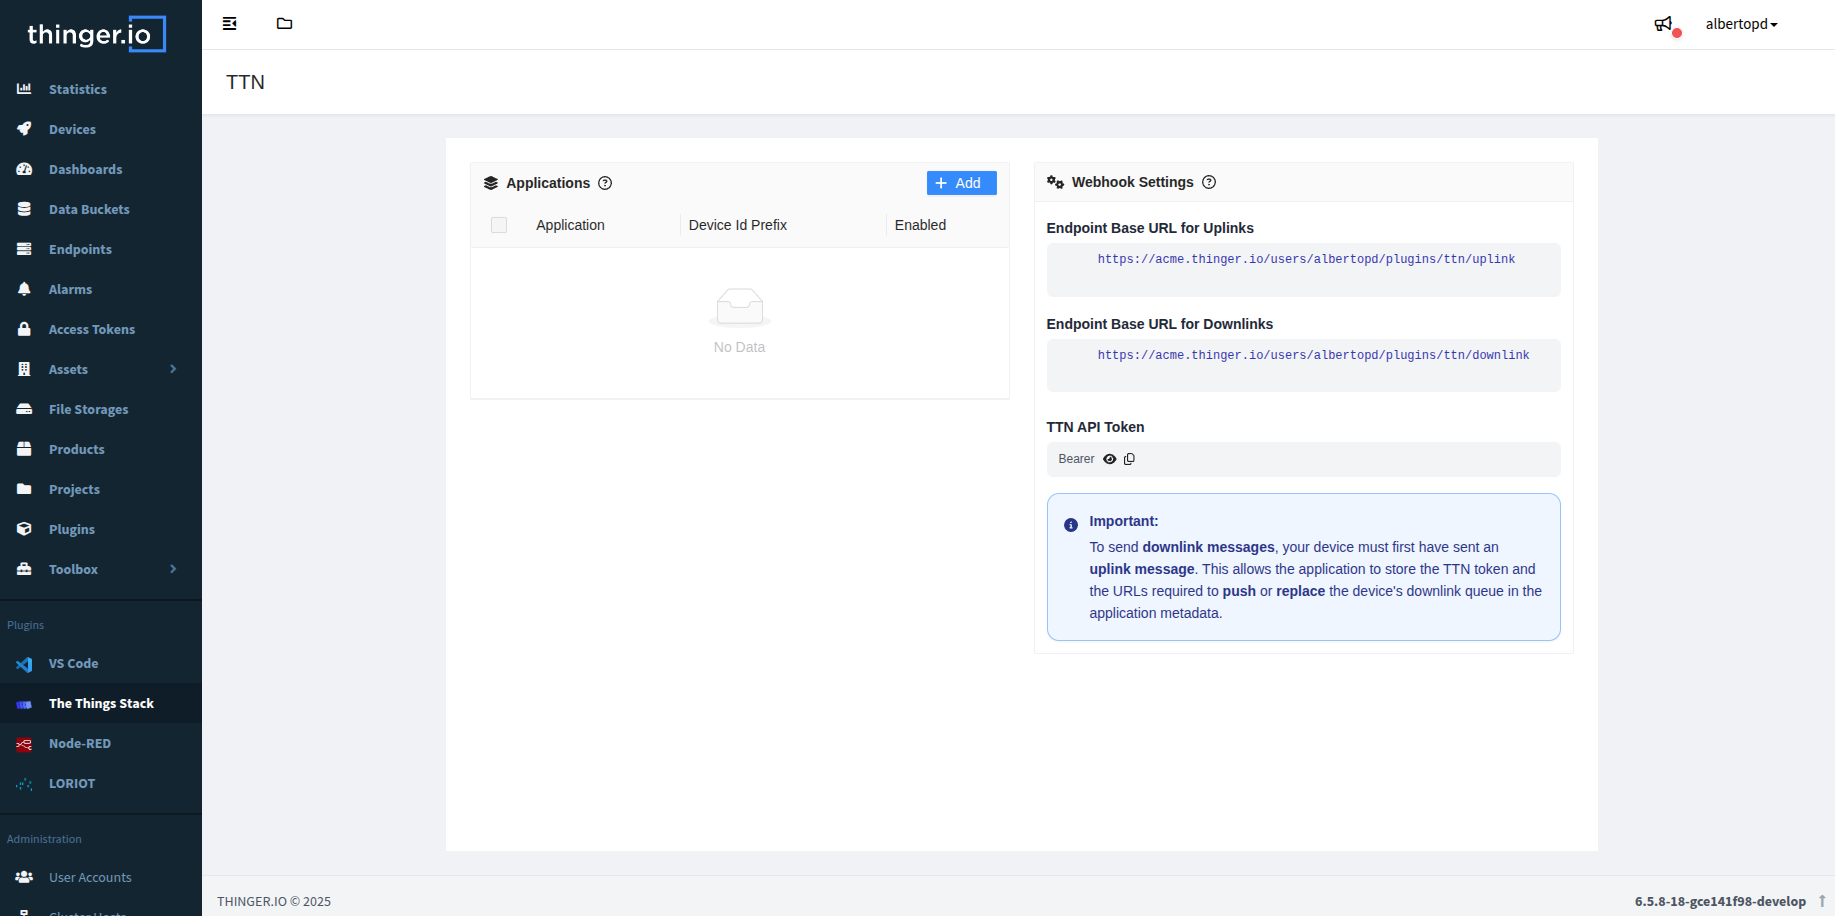 thinger.io
albertopd
TTN
Statistics
Devices
Dashboards
Data Buckets
Endpoints
Alarms
Access Tokens
Assets
File Storages
Products
Projects
Plugins
Toolbox
Plugins
VS Code
The Things Stack
Node-RED
LORIOT
Administration
User Accounts
Cluster Hosts
Applications
Add
Application Device Id Prefix Enabled
No Data
Webhook Settings
Endpoint Base URL for Uplinks
https://acme.thinger.io/users/albertopd/plugins/ttn/uplink
Endpoint Base URL for Downlinks
https://acme.thinger.io/users/albertopd/plugins/ttn/downlink
TTN API Token
Bearer
Important:
To send downlink messages, your device must first have sent an
uplink message. This allows the application to store the TTN token and
the URLs required to push or replace the device's downlink queue in the
application metadata.
THINGER.IO © 2025
6.5.8-18-gce141f98-develop